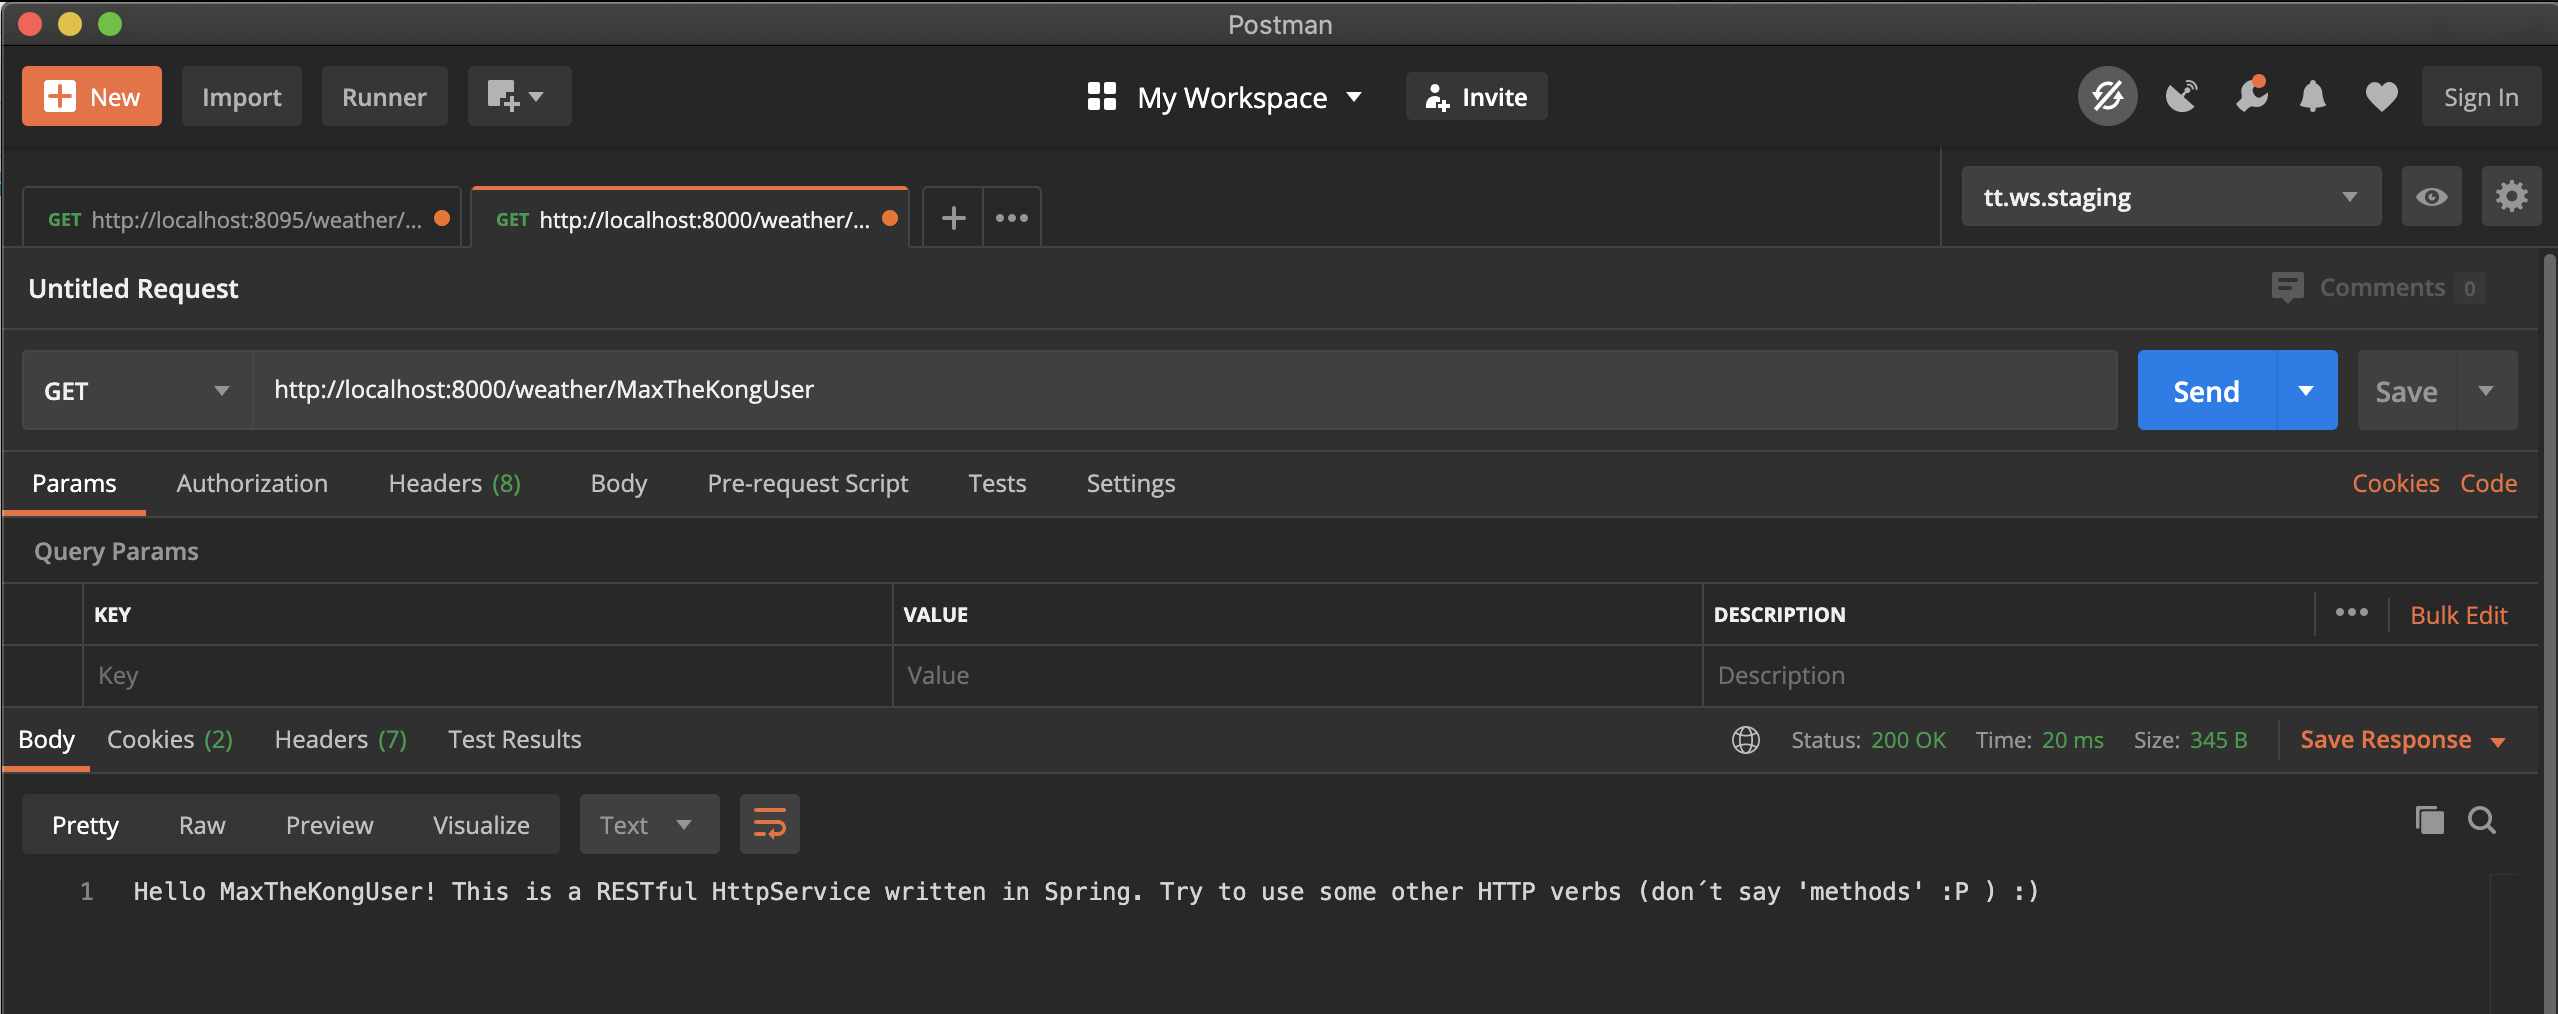 Postman
New Import Runner My Workspace Invite Sign In
GET http://localhost:8095/weather/... GET http://localhost:8000/weather/... tt.ws.staging
Untitled Request Comments 0
GET http://localhost:8000/weather/MaxTheKongUser Send Save
Params Authorization Headers (8) Body Pre-request Script Tests Settings Cookies Code
Query Params
KEY VALUE DESCRIPTION Bulk Edit
Key Value Description
Body Cookies (2) Headers (7) Test Results Status: 200 OK Time: 20 ms Size: 345 B Save Response
Pretty Raw Preview Visualize Text
1 Hello MaxTheKongUser! This is a RESTful HttpService written in Spring. Try to use some other HTTP verbs (don´t say 'methods' :P ) :)